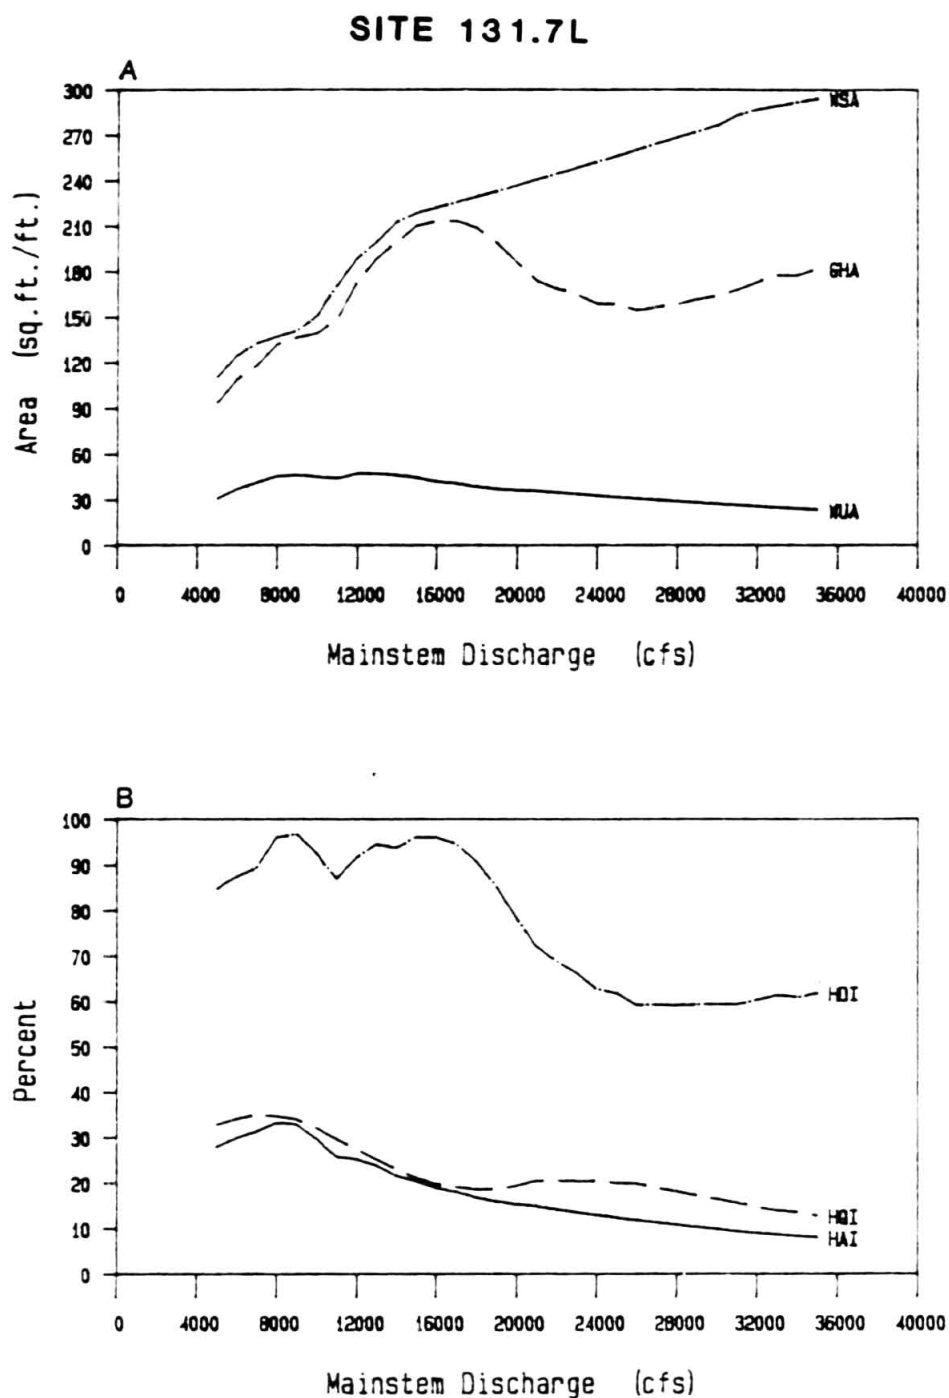 SITE 131.7L
A
300
270
240
210
180
150
120
90
60
30
0
Area (sq.ft./ft.)
WSA
GHA
WUA
0 4000 8000 12000 16000 20000 24000 28000 32000 36000 40000
Mainstem Discharge (cfs)
B
100
90
80
70
60
50
40
30
20
10
0
Percent
HDI
HQI
HAI
0 4000 8000 12000 16000 20000 24000 28000 32000 36000 40000
Mainstem Discharge (cfs)